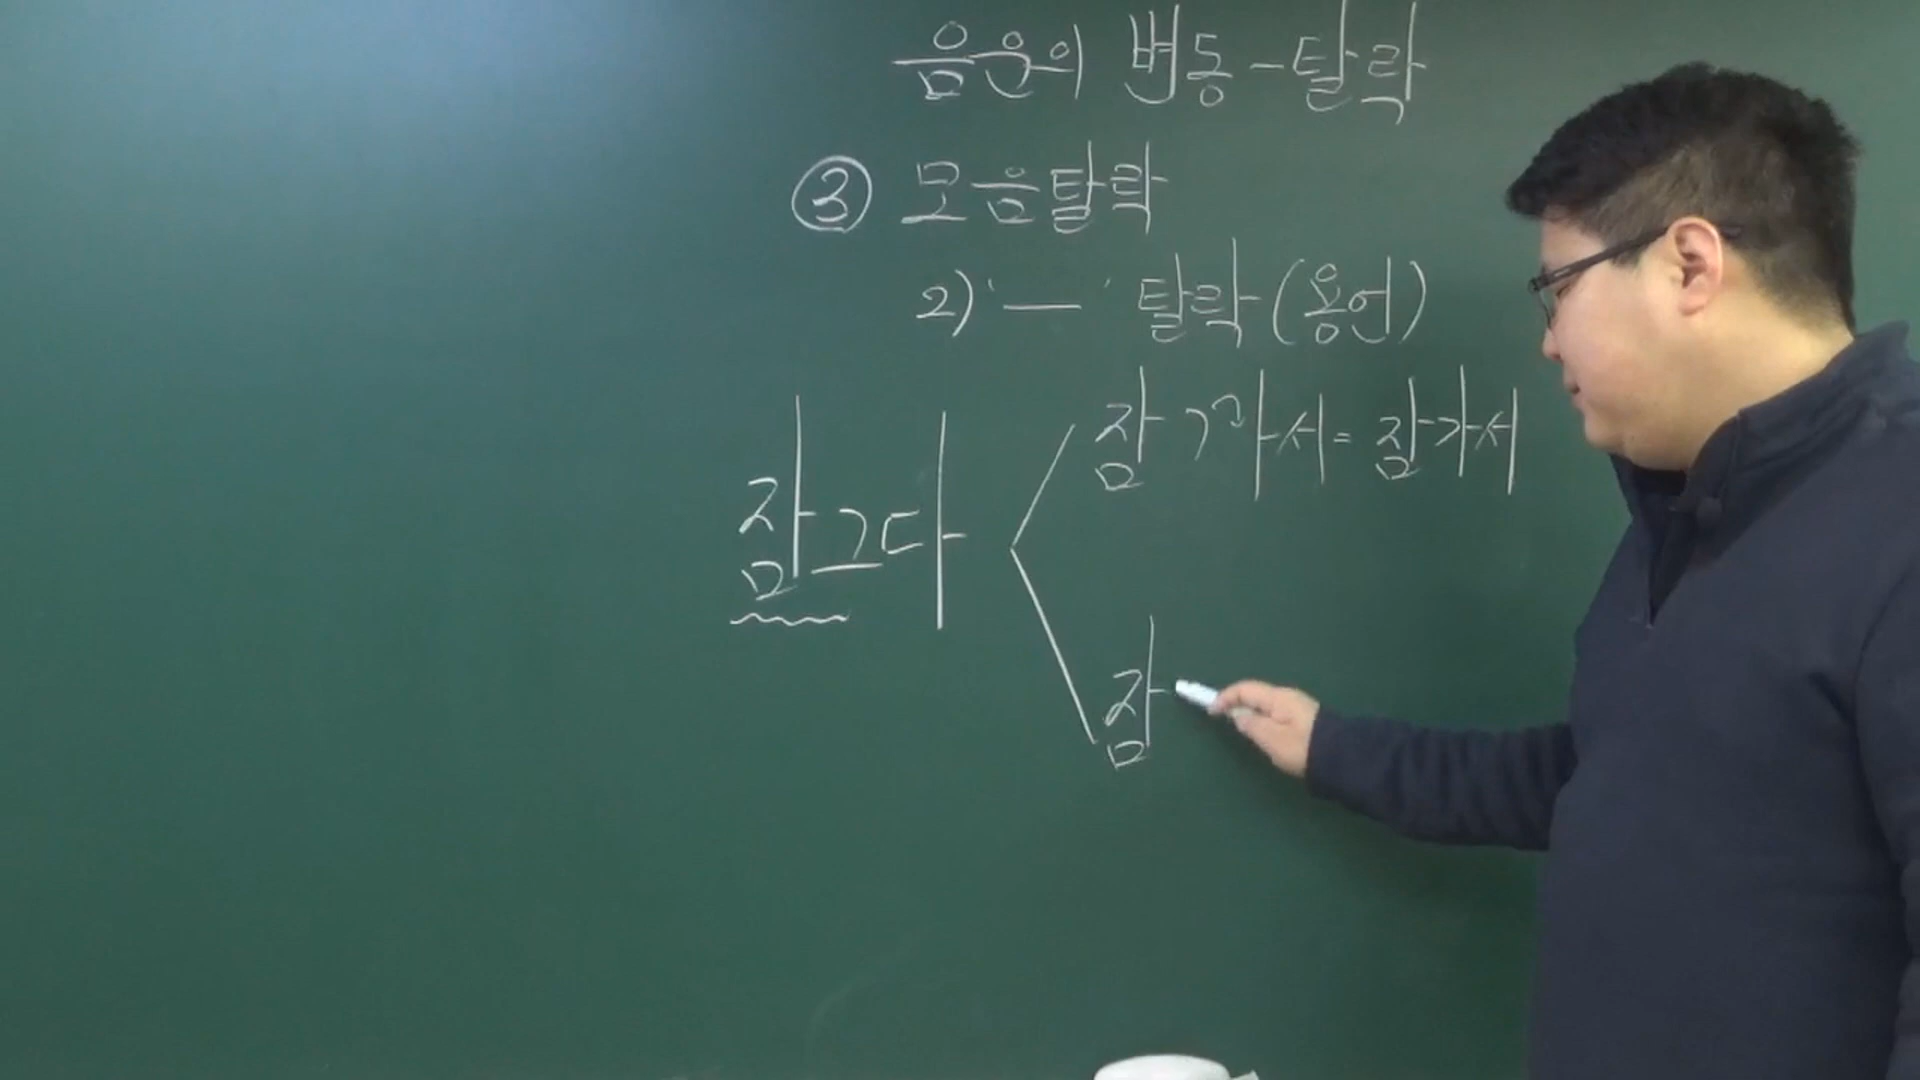 음운의 변동-탈락
③ 모음탈락
2) 'ㅡ' 탈락(용언)
잠ㄱㅏ서=잠가서
잠그다
잠